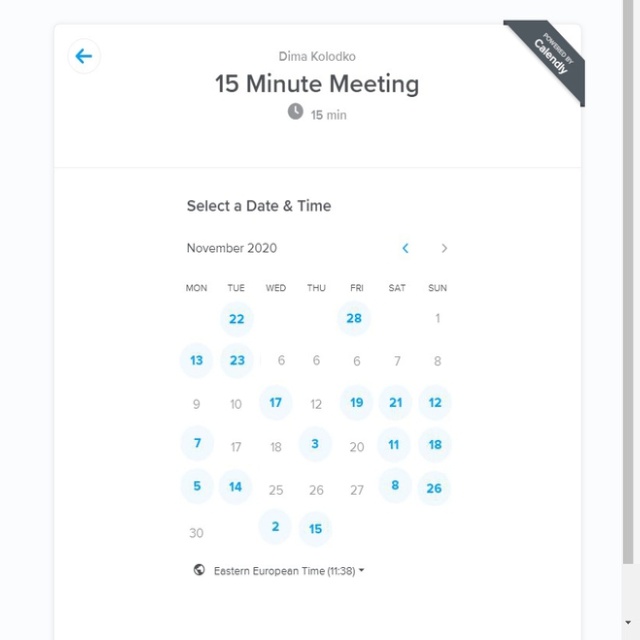 POWERED BY
Calendly
Dima Kolodko
15 Minute Meeting
15 min
Select a Date & Time
November 2020
MON TUE WED THU FRI SAT SUN
22 28 1
13 23 6 6 6 7 8
9 10 17 12 19 21 12
7 17 18 3 20 11 18
5 14 25 26 27 8 26
30 2 15
Eastern European Time (11:38)